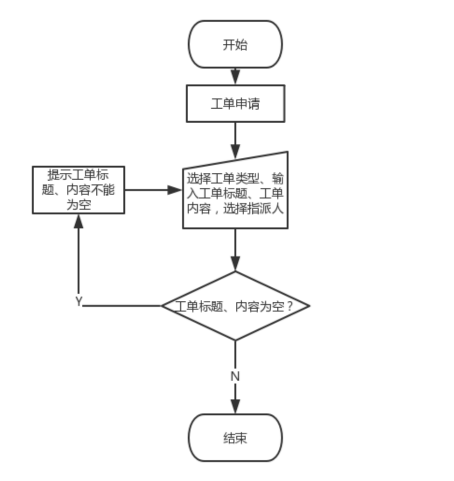 开始
工单申请
提示工单标
题、内容不能
为空
选择工单类型、输
入工单标题、工单
内容，选择指派人
工单标题、内容为空？
Y
N
结束